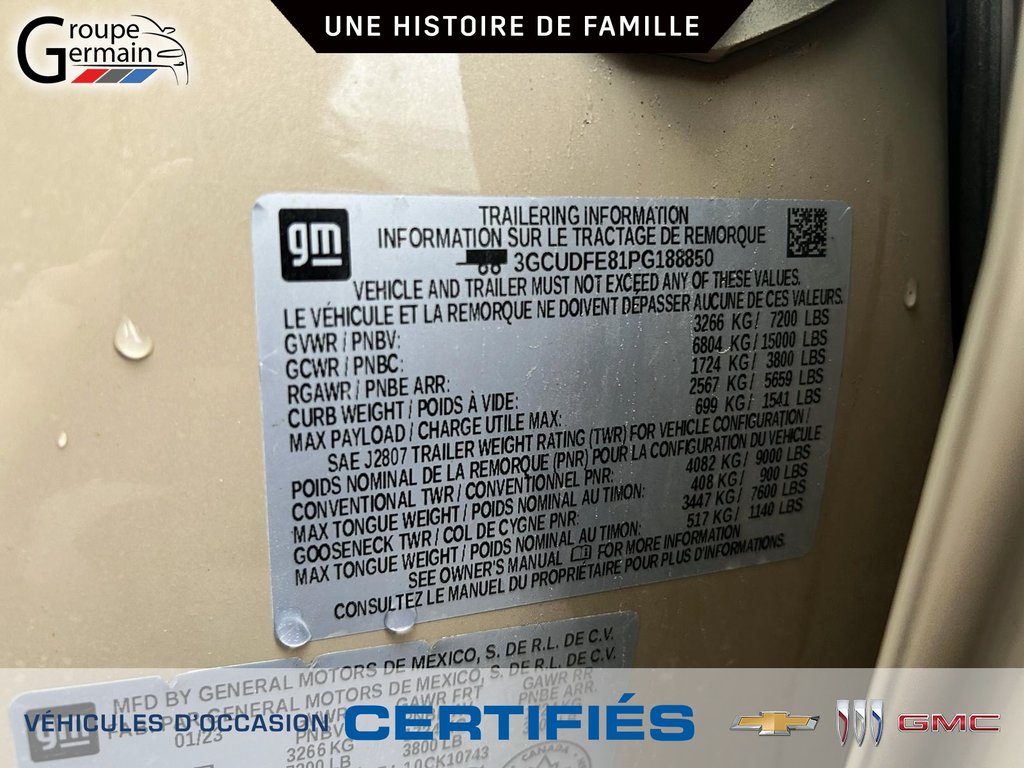 Groupe
Germain
UNE HISTOIRE DE FAMILLE
gm
TRAILERING INFORMATION
INFORMATION SUR LE TRACTAGE DE REMORQUE
3GCUDFE81PG188850
VEHICLE AND TRAILER MUST NOT EXCEED ANY OF THESE VALUES.
LE VÉHICULE ET LA REMORQUE NE DOIVENT DÉPASSER AUCUNE DE CES VALEURS.
GVWR / PNBV: 3266 KG/ 7200 LBS
GCWR / PNBC: 6804 KG/ 15000 LBS
RGAWR / PNBE ARR: 1724 KG/ 3800 LBS
CURB WEIGHT / POIDS À VIDE: 2567 KG/ 5659 LBS
MAX PAYLOAD / CHARGE UTILE MAX: 699 KG/ 1541 LBS
SAE J2807 TRAILER WEIGHT RATING (TWR) FOR VEHICLE CONFIGURATION /
POIDS NOMINAL DE LA REMORQUE (PNR) POUR LA CONFIGURATION DU VEHICULE
CONVENTIONAL TWR / CONVENTIONNEL PNR: 4082 KG/ 9000 LBS
MAX TONGUE WEIGHT / POIDS NOMINAL AU TIMON: 408 KG/ 900 LBS
GOOSENECK TWR / COL DE CYGNE PNR: 3447 KG/ 7600 LBS
MAX TONGUE WEIGHT / POIDS NOMINAL AU TIMON: 517 KG/ 1140 LBS
SEE OWNER'S MANUAL FOR MORE INFORMATION
CONSULTEZ LE MANUEL DU PROPRIÉTAIRE POUR PLUS D'INFORMATIONS.
MFD BY GENERAL MOTORS DE MEXICO, S. DE R.L. DE C.V.
GENERAL MOTORS DE MEXICO, S. DE R.L. DE C.V.
01/23 GAWR FRT GAWR RR
PNBV PNBE ARR.
3266 KG 3800 LB
gm
VÉHICULES D'OCCASION CERTIFIÉS
GMC